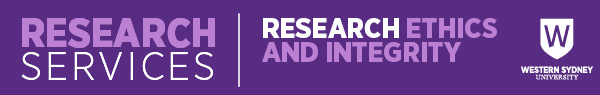 RESEARCH
SERVICES
RESEARCH ETHICS
AND INTEGRITY
W
WESTERN SYDNEY
UNIVERSITY